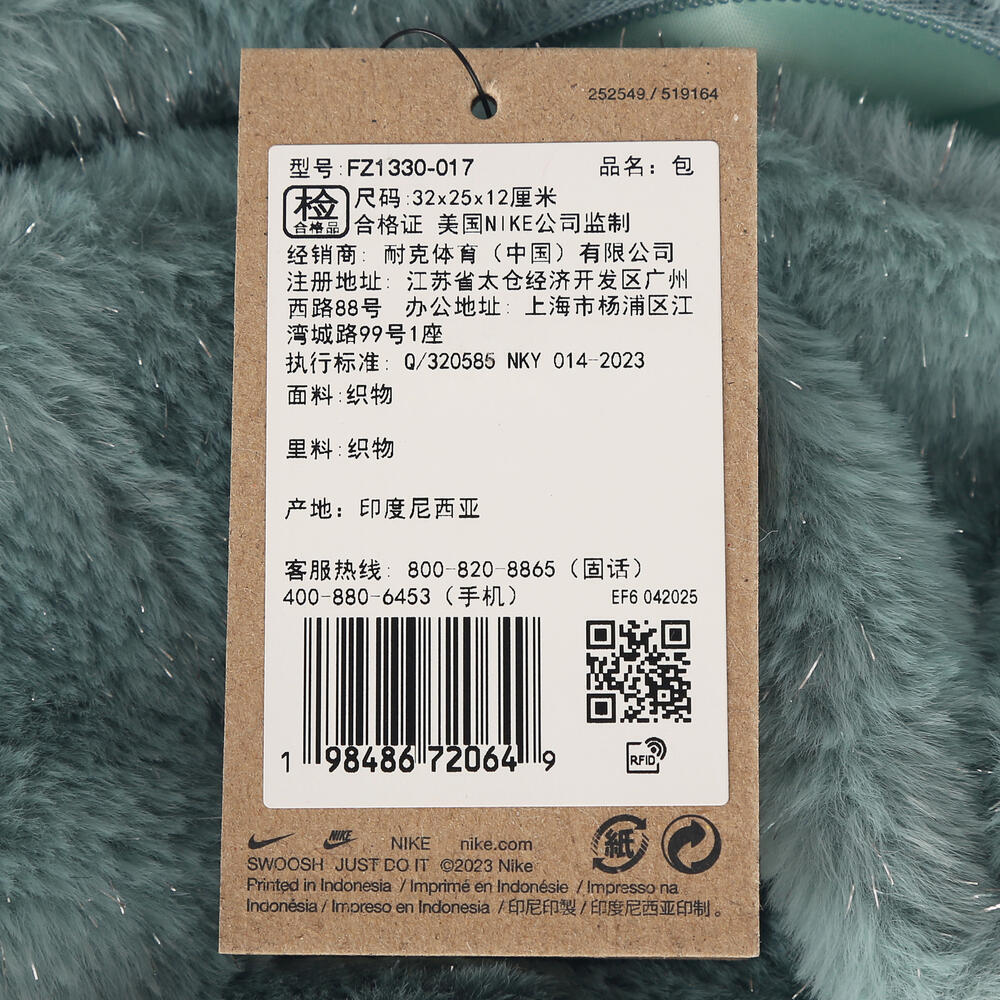 252549 / 519164
型号:FZ1330-017 品名：包
检 合格品
尺码:32x25x12厘米
合格证 美国NIKE公司监制
经销商: 耐克体育（中国）有限公司
注册地址: 江苏省太仓经济开发区广州
西路88号 办公地址: 上海市杨浦区江
湾城路99号1座
执行标准: Q/320585 NKY 014-2023
面料:织物
里料:织物
产地: 印度尼西亚
客服热线: 800-820-8865（固话）
400-880-6453（手机） EF6 042025
1 98486 72064 9
RFID
NIKE NIKE nike.com
SWOOSH JUST DO IT ©2023 Nike
Printed in Indonesia / Imprimé en Indonésie / Impresso na
Indonésia / Impreso en Indonesia / 印尼印製 / 印度尼西亚印制。
紙